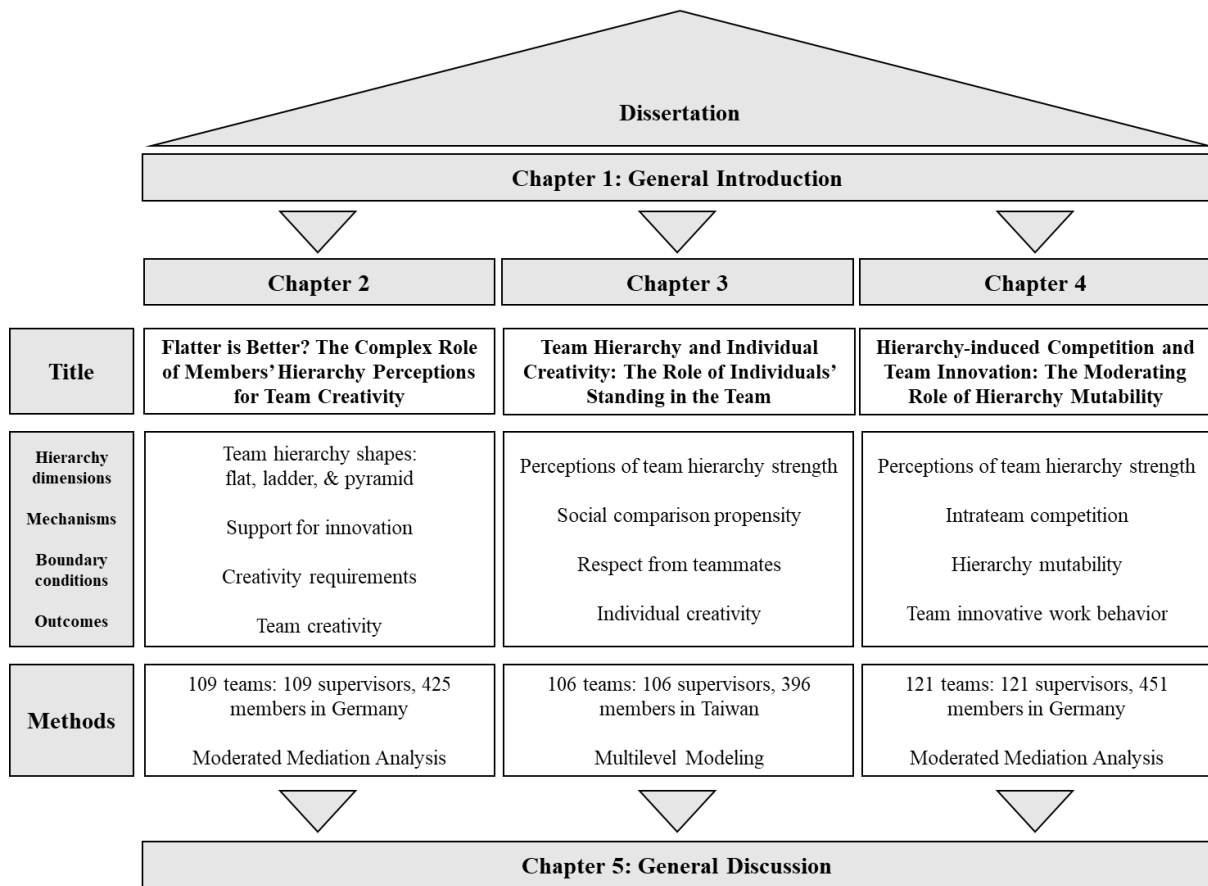 Dissertation
Chapter 1: General Introduction
Chapter 2
Chapter 3
Chapter 4
Title
Flatter is Better? The Complex Role
of Members' Hierarchy Perceptions
for Team Creativity
Team Hierarchy and Individual
Creativity: The Role of Individuals'
Standing in the Team
Hierarchy-induced Competition and
Team Innovation: The Moderating
Role of Hierarchy Mutability
Hierarchy
dimensions
Mechanisms
Boundary
conditions
Outcomes
Team hierarchy shapes:
flat, ladder, & pyramid
Support for innovation
Creativity requirements
Team creativity
Perceptions of team hierarchy strength
Social comparison propensity
Respect from teammates
Individual creativity
Perceptions of team hierarchy strength
Intrateam competition
Hierarchy mutability
Team innovative work behavior
Methods
109 teams: 109 supervisors, 425
members in Germany
Moderated Mediation Analysis
106 teams: 106 supervisors, 396
members in Taiwan
Multilevel Modeling
121 teams: 121 supervisors, 451
members in Germany
Moderated Mediation Analysis
Chapter 5: General Discussion